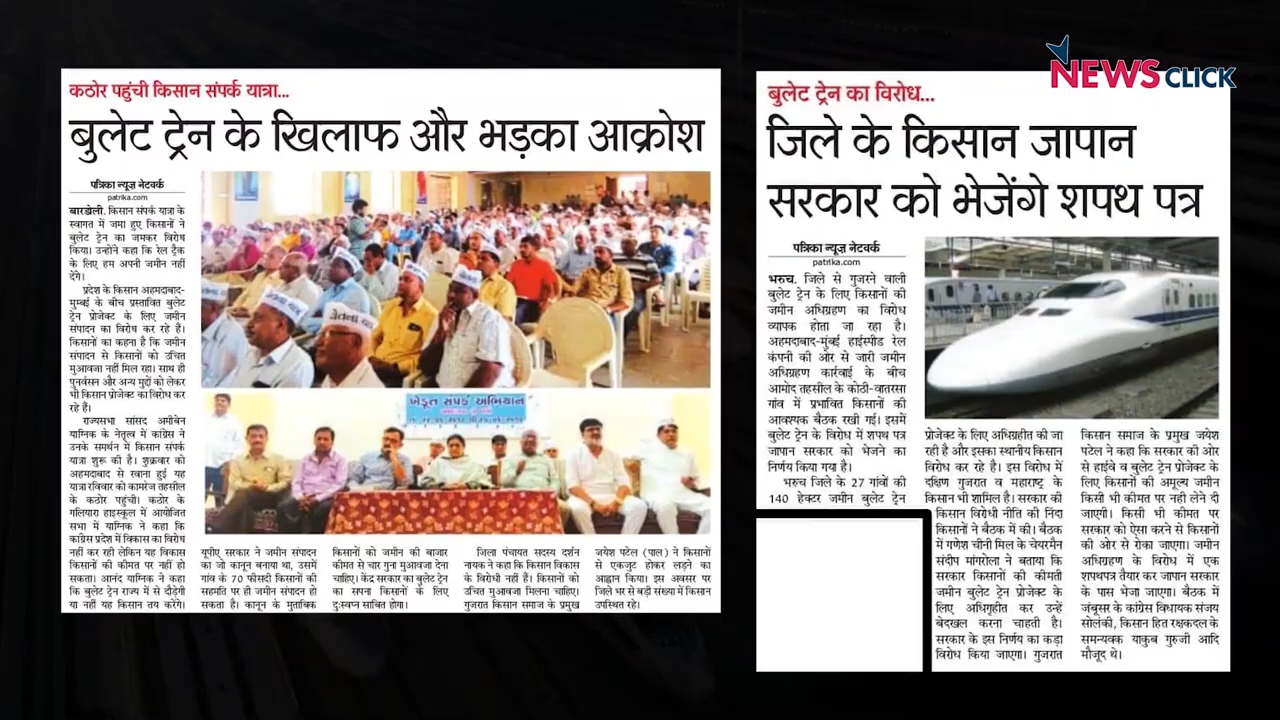 NEWSCLICK
कठोर पहुंची किसान संपर्क यात्रा...
बुलेट ट्रेन के खिलाफ और भड़का आक्रोश
पत्रिका न्यूज़ नेटवर्क
patrika.com
बारडोली. किसान संपर्क यात्रा के
स्वागत में जमा हुए किसानों ने
बुलेट ट्रेन का जमकर विरोध
किया। उन्होंने कहा कि रेल ट्रैक
के लिए हम अपनी जमीन नहीं
देंगे।
प्रदेश के किसान अहमदाबाद-
मुम्बई के बीच प्रस्तावित बुलेट
ट्रेन प्रोजेक्ट के लिए जमीन
संपादन का विरोध कर रहे हैं।
किसानों का कहना है कि जमीन
संपादन से किसानों को उचित
मुआवजा नहीं मिल रहा। साथ ही
पुनर्वसन और अन्य मुद्दों को लेकर
भी किसान प्रोजेक्ट का विरोध कर
रहे हैं।
राज्यसभा सांसद अमीबेन
याग्निक के नेतृत्व में कांग्रेस ने
उनके समर्थन में किसान संपर्क
यात्रा शुरू की है। शुक्रवार को
अहमदाबाद से रवाना हुई यह
यात्रा रविवार को कामरेज तहसील
के कठोर पहुंची। कठोर के
गलियारा हाइस्कूल में आयोजित
सभा में याग्निक ने कहा कि
कांग्रेस प्रदेश में विकास का विरोध
नहीं कर रही लेकिन यह विकास
किसानों की कीमत पर नहीं हो
सकता। आनंद याग्निक ने कहा
कि बुलेट ट्रेन राज्य में से दौड़ेगी
या नहीं यह किसान तय करेंगे।
ખેડૂત સંપર્ક અભિયાન
यूपीए सरकार ने जमीन संपादन
का जो कानून बनाया था, उसमें
गांव के 70 फीसदी किसानों की
सहमति पर ही जमीन संपादन हो
सकता है। कानून के मुताबिक
किसानों को जमीन की बाजार
कीमत से चार गुना मुआवजा देना
चाहिए। केंद्र सरकार का बुलेट ट्रेन
का सपना किसानों के लिए
दु:स्वप्न साबित होगा।
जिला पंचायत सदस्य दर्शन
नायक ने कहा कि किसान विकास
के विरोधी नहीं हैं। किसानों को
उचित मुआवजा मिलना चाहिए।
गुजरात किसान समाज के प्रमुख
जयेश पटेल (पाल) ने किसानों
से एकजुट होकर लड़ने का
आह्वान किया। इस अवसर पर
जिले भर से बड़ी संख्या में किसान
उपस्थित रहे।
बुलेट ट्रेन का विरोध...
जिले के किसान जापान
सरकार को भेजेंगे शपथ पत्र
पत्रिका न्यूज़ नेटवर्क
patrika.com
भरुच. जिले से गुजरने वाली
बुलेट ट्रेन के लिए किसानों की
जमीन अधिग्रहण का विरोध
व्यापक होता जा रहा है।
अहमदाबाद-मुंबई हाईस्पीड रेल
कंपनी की ओर से जारी जमीन
अधिग्रहण कार्रवाई के बीच
आमोद तहसील के कोठी-वातरसा
गांव में प्रभावित किसानों की
आवश्यक बैठक रखी गई। इसमें
बुलेट ट्रेन के विरोध में शपथ पत्र
जापान सरकार को भेजने का
निर्णय किया गया है।
भरुच जिले के 27 गांवों की
140 हेक्टर जमीन बुलेट ट्रेन
प्रोजेक्ट के लिए अधिग्रहीत की जा
रही है और इसका स्थानीय किसान
विरोध कर रहे है। इस विरोध में
दक्षिण गुजरात व महाराष्ट्र के
किसान भी शामिल है। सरकार की
किसान विरोधी नीति की निंदा
किसानों ने बैठक में की। बैठक
में गणेश चीनी मिल के चेयरमैन
संदीप मांगरोला ने बताया कि
सरकार किसानों की कीमती
जमीन बुलेट ट्रेन प्रोजेक्ट के
लिए अधिगृहीत कर उन्हें
बेदखल करना चाहती है।
सरकार के इस निर्णय का कड़ा
विरोध किया जाएगा। गुजरात
किसान समाज के प्रमुख जयेश
पटेल ने कहा कि सरकार की ओर
से हाईवे व बुलेट ट्रेन प्रोजेक्ट के
लिए किसानों की अमूल्य जमीन
किसी भी कीमत पर नही लेने दी
जाएगी। किसी भी कीमत पर
सरकार को ऐसा करने से किसानों
की ओर से रोका जाएगा। जमीन
अधिग्रहण के विरोध में एक
शपथपत्र तैयार कर जापान सरकार
के पास भेजा जाएगा। बैठक में
जंबूसर के कांग्रेस विधायक संजय
सोलंकी, किसान हित रक्षकदल के
समन्यवक याकुब गुरुजी आदि
मौजूद थे।